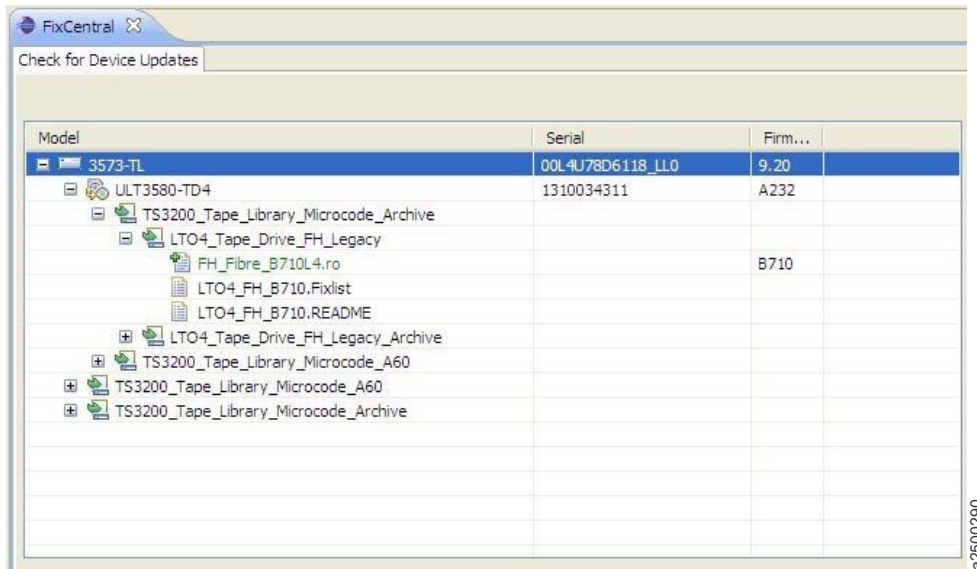 FixCentral
Check for Device Updates
Model Serial Firm...
3573-TL 00L4U78D6118_LL0 9.20
ULT3580-TD4 1310034311 A232
TS3200_Tape_Library_Microcode_Archive
LTO4_Tape_Drive_FH_Legacy
FH_Fibre_B710L4.ro B710
LTO4_FH_B710.Fixlist
LTO4_FH_B710.README
LTO4_Tape_Drive_FH_Legacy_Archive
TS3200_Tape_Library_Microcode_A60
TS3200_Tape_Library_Microcode_A60
TS3200_Tape_Library_Microcode_Archive